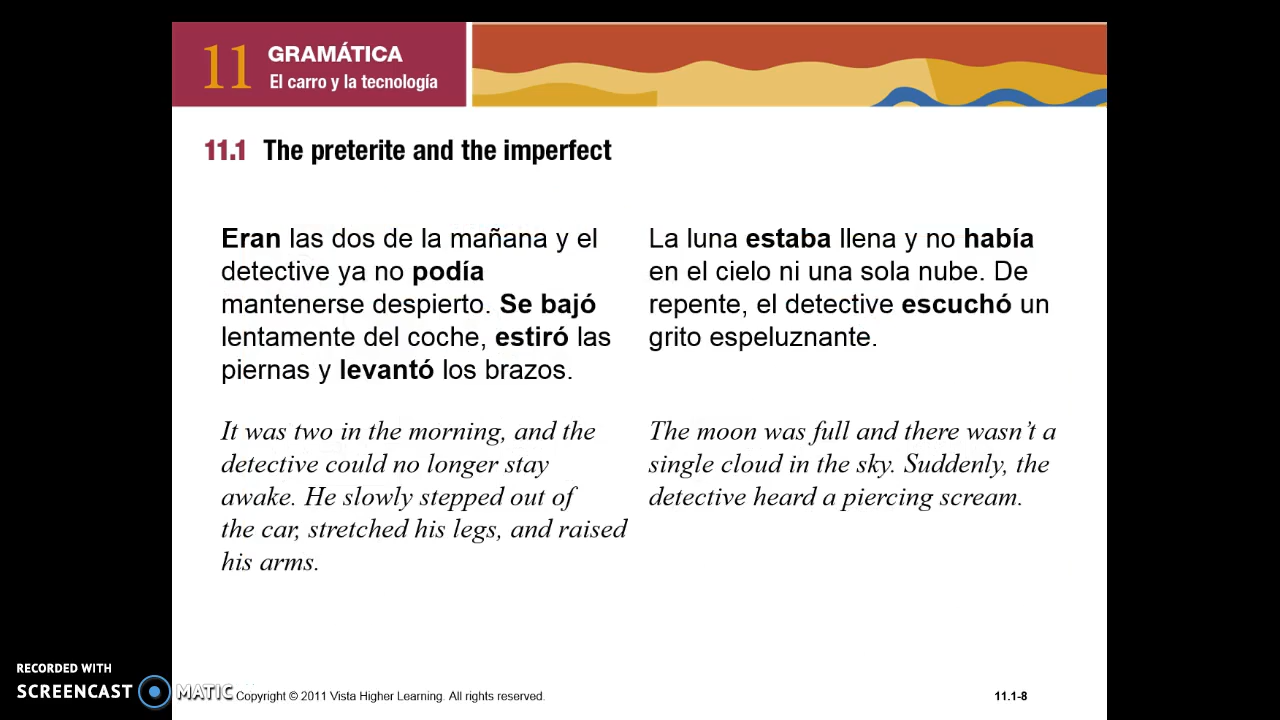 11 GRAMÁTICA
El carro y la tecnología
11.1 The preterite and the imperfect
Eran las dos de la mañana y el
detective ya no podía
mantenerse despierto. Se bajó
lentamente del coche, estiró las
piernas y levantó los brazos.
La luna estaba llena y no había
en el cielo ni una sola nube. De
repente, el detective escuchó un
grito espeluznante.
It was two in the morning, and the
detective could no longer stay
awake. He slowly stepped out of
the car, stretched his legs, and raised
his arms.
The moon was full and there wasn’t a
single cloud in the sky. Suddenly, the
detective heard a piercing scream.
RECORDED WITH
SCREENCAST MATIC
Copyright © 2011 Vista Higher Learning. All rights reserved.
11.1-8